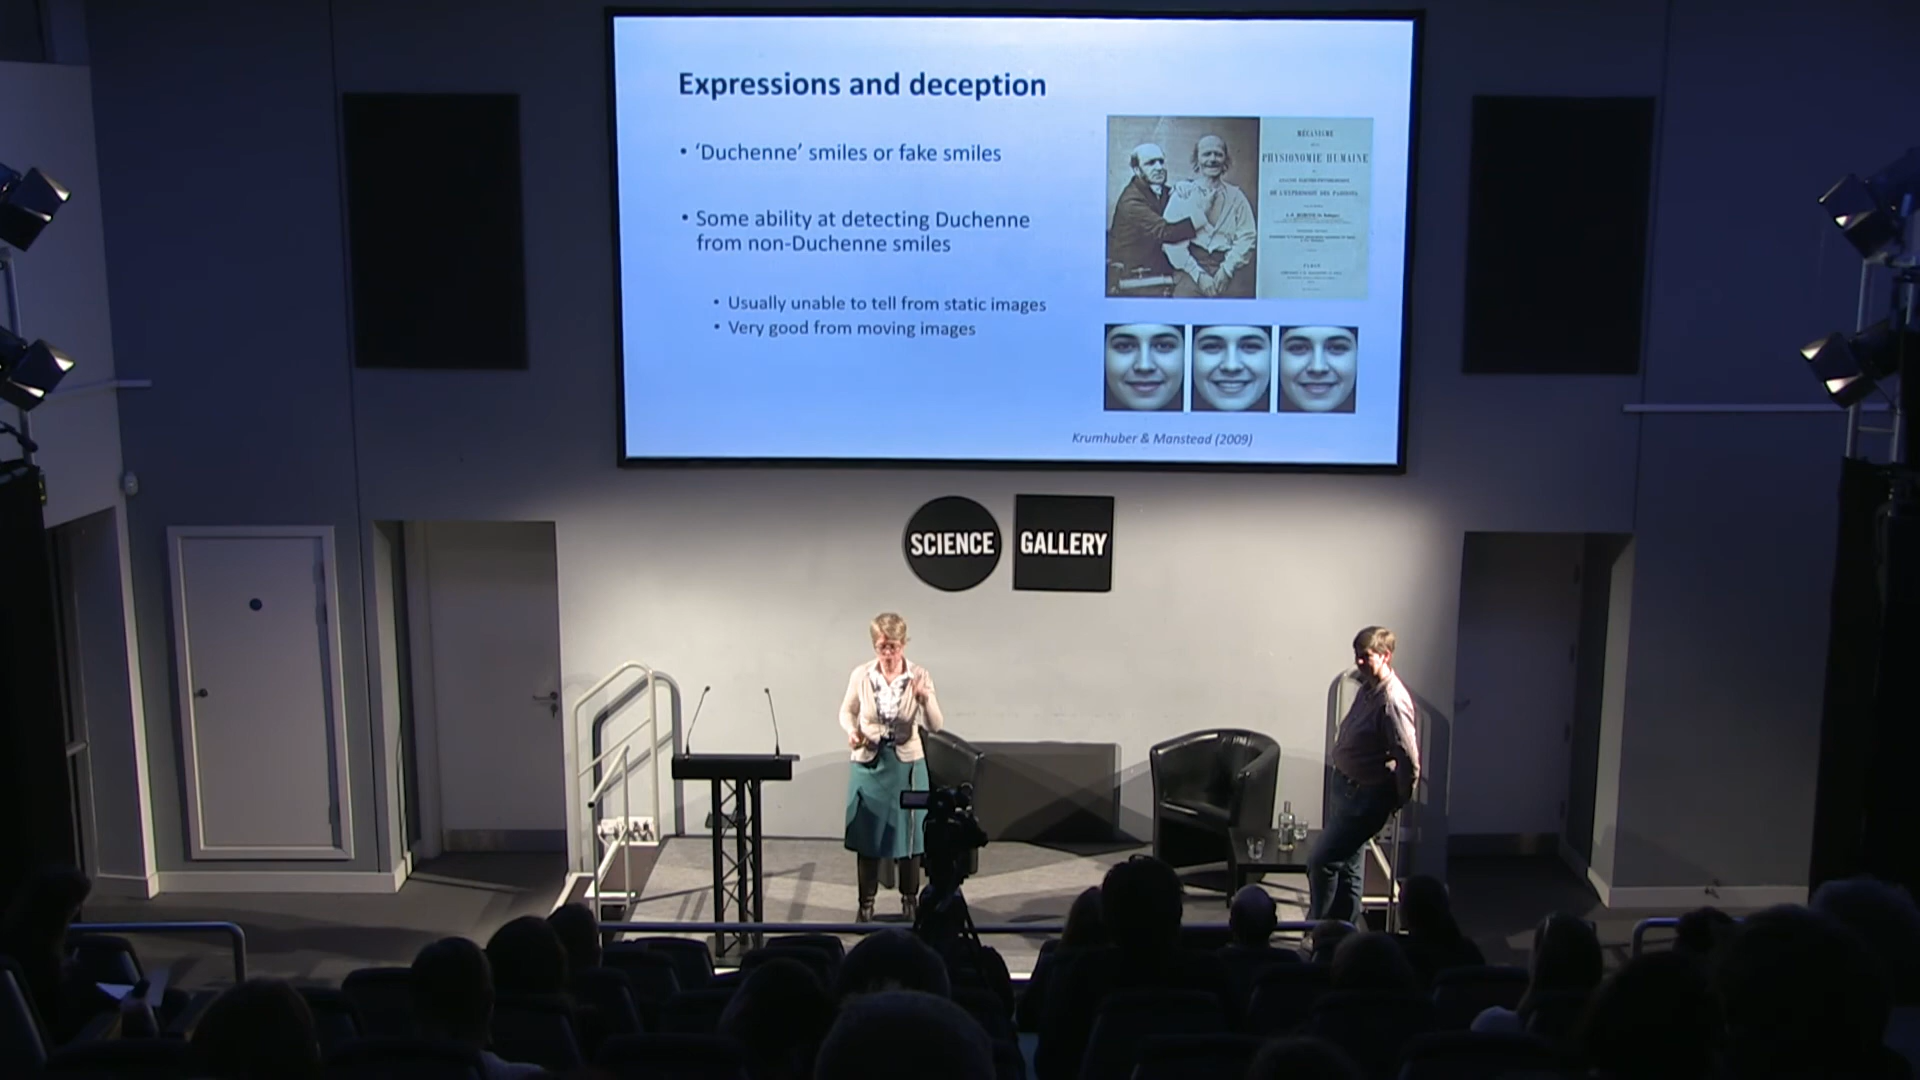 Expressions and deception
• ‘Duchenne’ smiles or fake smiles
• Some ability at detecting Duchenne
from non-Duchenne smiles
• Usually unable to tell from static images
• Very good from moving images
MÉCANISME
PHYSIONOMIE HUMAINE
DE L'EXPRESSION DES PASSIONS
PARIS
Krumhuber & Manstead (2009)
SCIENCE GALLERY